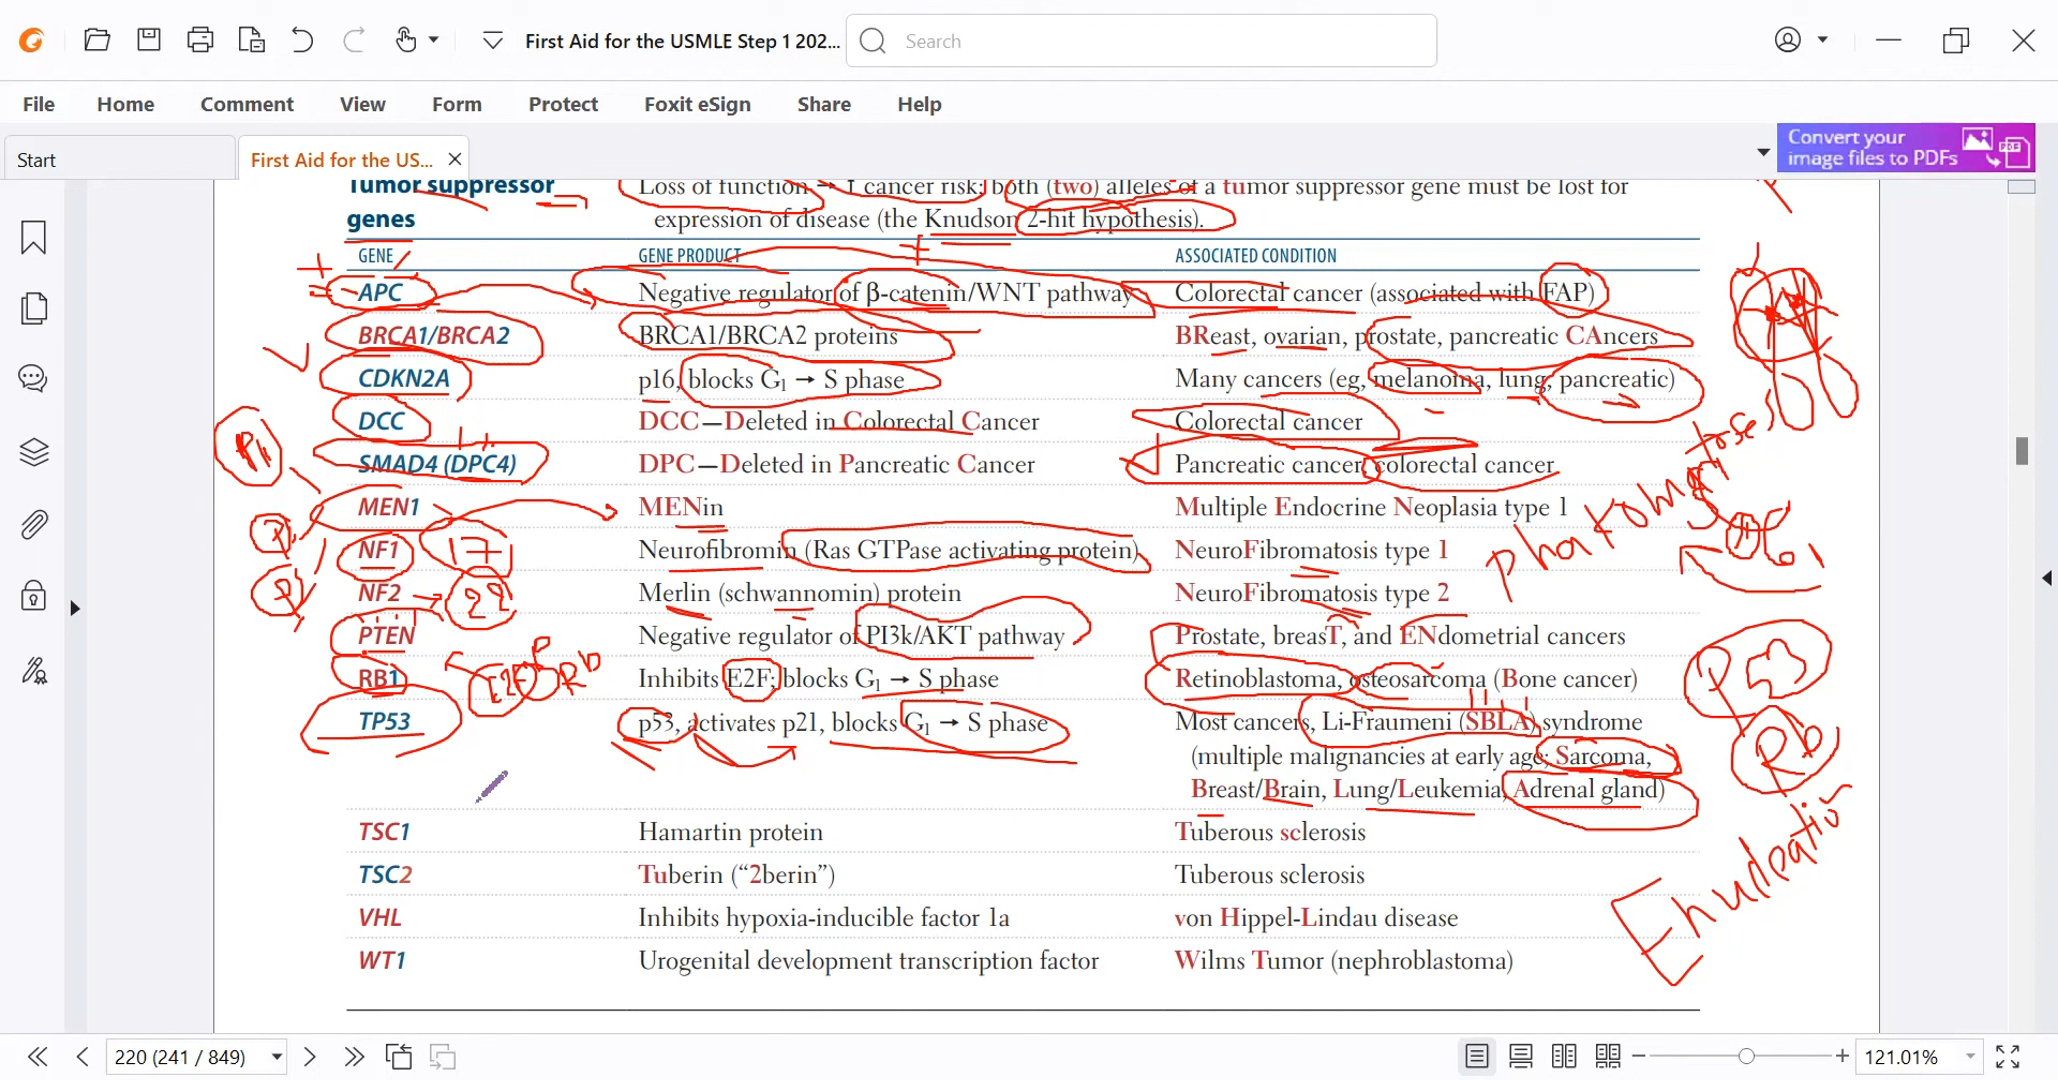 First Aid for the USMLE Step 1 202...
Search
File Home Comment View Form Protect Foxit eSign Share Help
Start
First Aid for the US...
Convert your
image files to PDFs
Tumor suppressor
genes
Loss of function → ↑ cancer risk; both (two) alleles of a tumor suppressor gene must be lost for
expression of disease (the Knudson 2-hit hypothesis).
GENE GENE PRODUCT ASSOCIATED CONDITION
APC Negative regulator of β-catenin/WNT pathway Colorectal cancer (associated with FAP)
BRCA1/BRCA2 BRCA1/BRCA2 proteins BReast, ovarian, prostate, pancreatic CAncers
CDKN2A p16, blocks G1 → S phase Many cancers (eg, melanoma, lung, pancreatic)
DCC DCC—Deleted in Colorectal Cancer Colorectal cancer
SMAD4 (DPC4) DPC—Deleted in Pancreatic Cancer Pancreatic cancer, colorectal cancer
MEN1 MENin Multiple Endocrine Neoplasia type 1
NF1 17 Neurofibromin (Ras GTPase activating protein) NeuroFibromatosis type 1
NF2 22 Merlin (schwannomin) protein NeuroFibromatosis type 2
PTEN Negative regulator of PI3k/AKT pathway Prostate, breasT, and ENdometrial cancers
RB1 E2F Rb P Inhibits E2F; blocks G1 → S phase Retinoblastoma, osteosarcoma (Bone cancer)
TP53 p53, activates p21, blocks G1 → S phase Most cancers, Li-Fraumeni (SBLA) syndrome
(multiple malignancies at early age; Sarcoma,
Breast/Brain, Lung/Leukemia, Adrenal gland)
TSC1 Hamartin protein Tuberous sclerosis
TSC2 Tuberin (“2berin”) Tuberous sclerosis
VHL Inhibits hypoxia-inducible factor 1a von Hippel-Lindau disease
WT1 Urogenital development transcription factor Wilms Tumor (nephroblastoma)
Rb
220 (241 / 849)
121.01%